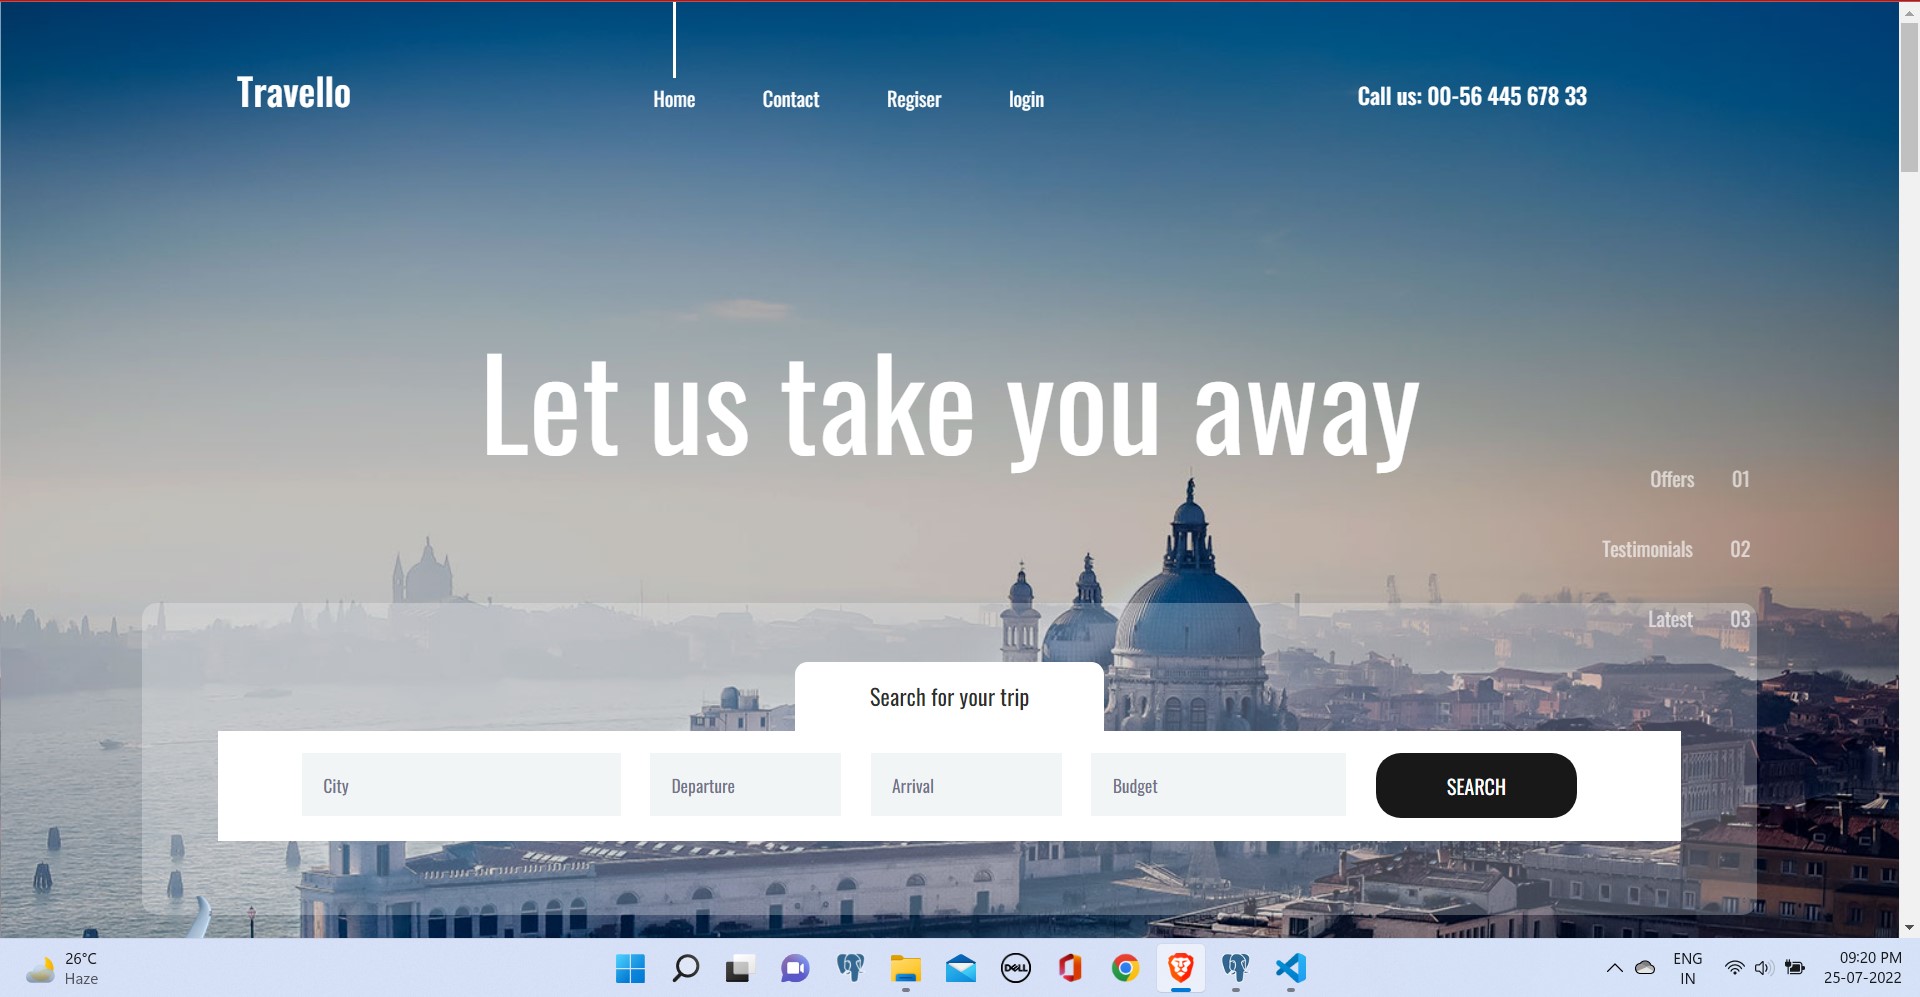 Travello
Home
Contact
Regiser
login
Call us: 00-56 445 678 33
Let us take you away
Offers 01
Testimonials 02
Latest 03
Search for your trip
City
Departure
Arrival
Budget
SEARCH
26°C
Haze
DELL
ENG
IN
09:20 PM
25-07-2022